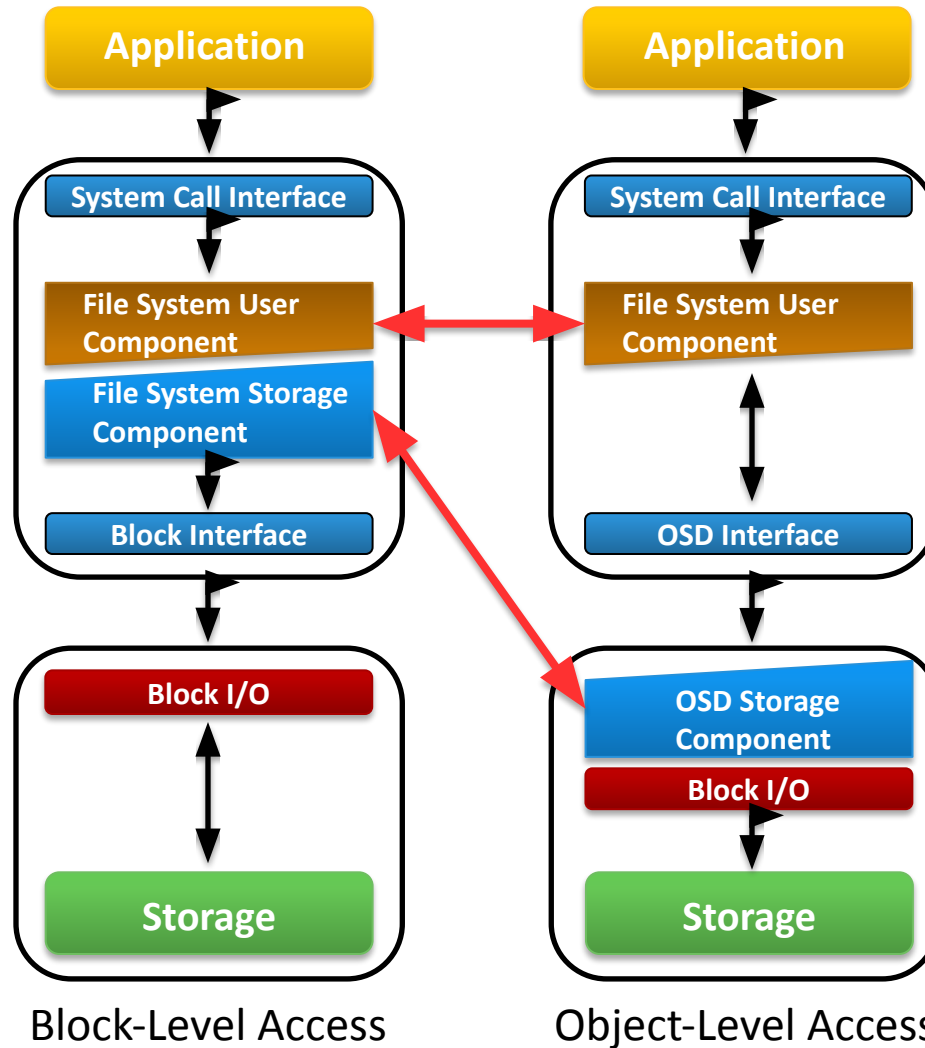 Application
System Call Interface
File System User
Component
File System Storage
Component
Block Interface
Block I/O
Storage
Block-Level Access
Application
System Call Interface
File System User
Component
OSD Interface
OSD Storage
Component
Block I/O
Storage
Object-Level Access